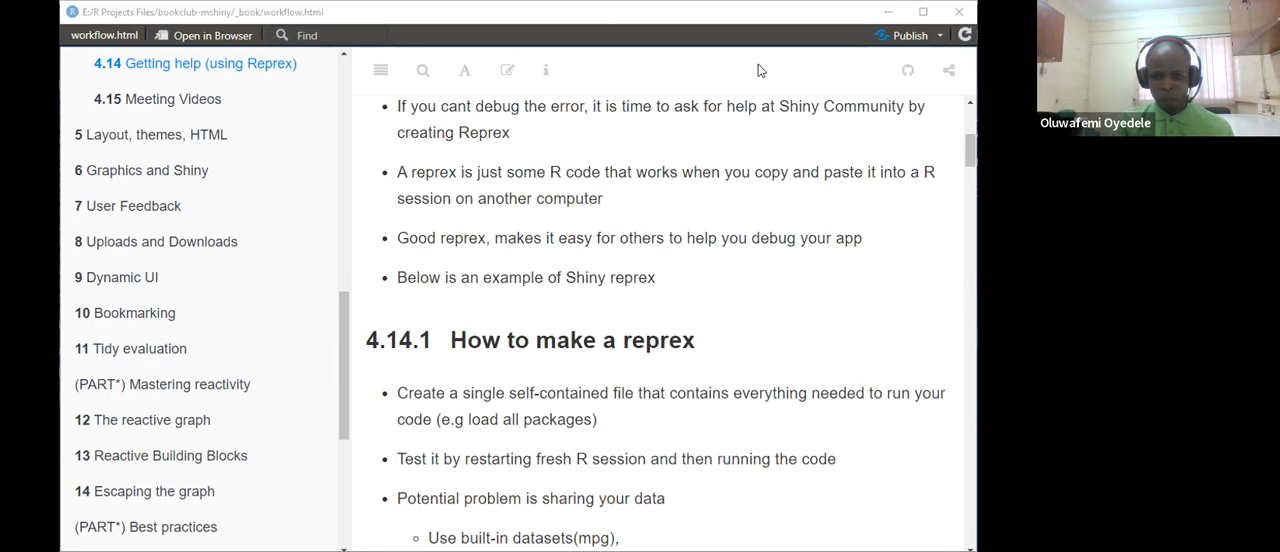 E:/R Projects Files/bookclub-mshiny/_book/workflow.html
workflow.html Open in Browser Find Publish
4.14 Getting help (using Reprex)
4.15 Meeting Videos
5 Layout, themes, HTML
6 Graphics and Shiny
7 User Feedback
8 Uploads and Downloads
9 Dynamic UI
10 Bookmarking
11 Tidy evaluation
(PART*) Mastering reactivity
12 The reactive graph
13 Reactive Building Blocks
14 Escaping the graph
(PART*) Best practices
• If you cant debug the error, it is time to ask for help at Shiny Community by
creating Reprex
• A reprex is just some R code that works when you copy and paste it into a R
session on another computer
• Good reprex, makes it easy for others to help you debug your app
• Below is an example of Shiny reprex
4.14.1 How to make a reprex
• Create a single self-contained file that contains everything needed to run your
code (e.g load all packages)
• Test it by restarting fresh R session and then running the code
• Potential problem is sharing your data
◦ Use built-in datasets(mpg),
Oluwafemi Oyedele